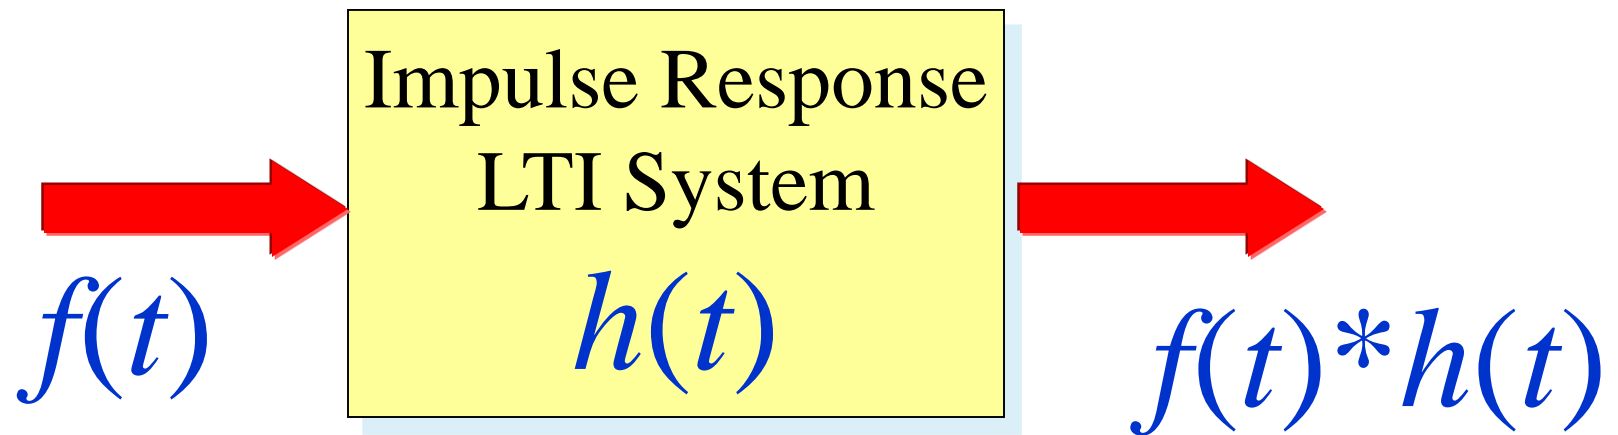 Impulse Response
LTI System
h(t)
f(t)
f(t)*h(t)